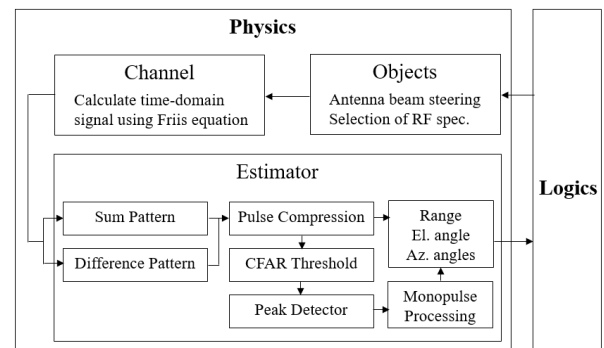 Physics
Channel
Calculate time-domain
signal using Friis equation
Objects
Antenna beam steering
Selection of RF spec.
Estimator
Sum Pattern
Difference Pattern
Pulse Compression
CFAR Threshold
Peak Detector
Range
El. angle
Az. angles
Monopulse
Processing
Logics